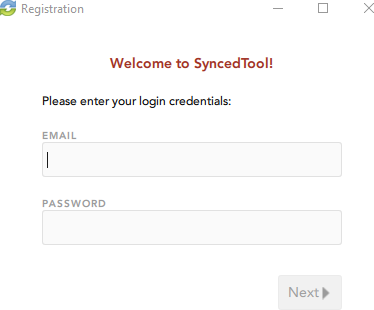 Registration
Welcome to SyncedTool!
Please enter your login credentials:
EMAIL
PASSWORD
Next